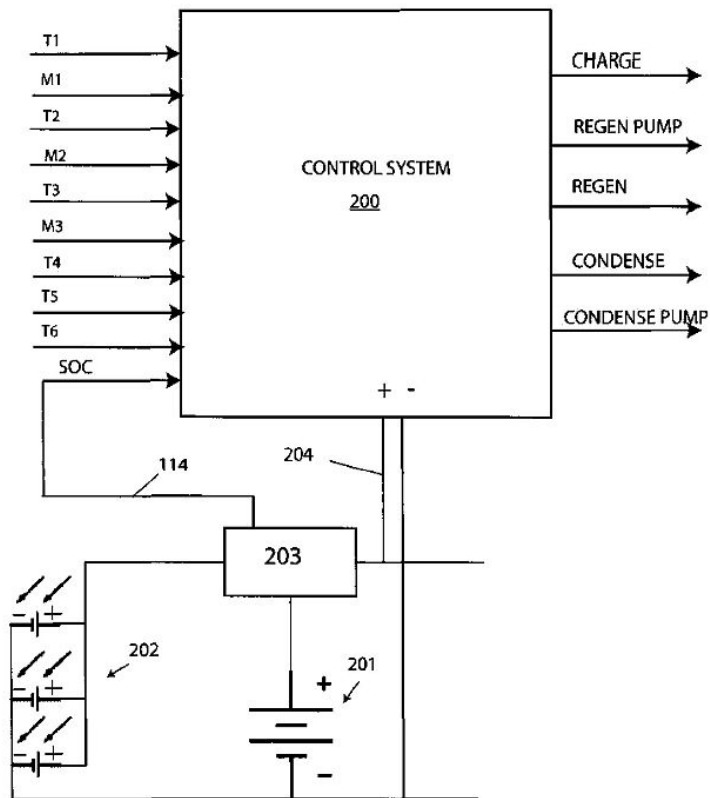 T1
M1
T2
M2
T3
M3
T4
T5
T6
SOC
CONTROL SYSTEM
200
CHARGE
REGEN PUMP
REGEN
CONDENSE
CONDENSE PUMP
+ -
204
114
203
- +
- +
- +
202
201
+
-